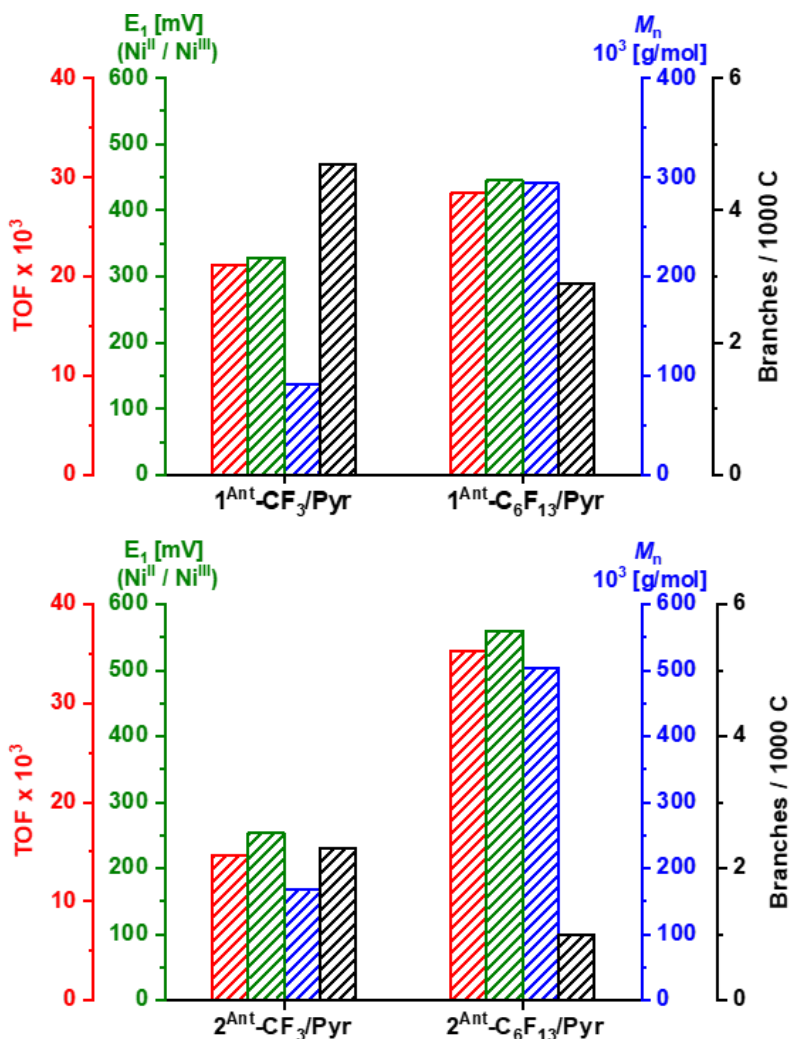 E₁ [mV]
(Niᴵᴵ / Niᴵᴵᴵ)
Mₙ
10³ [g/mol]
40 600 400 6
500
30 300
400 4
TOF x 10³
300
20 200
Branches / 1000 C
200 2
10 100
100
0 0 0 0
1ᴬⁿᵗ-CF₃/Pyr 1ᴬⁿᵗ-C₆F₁₃/Pyr
E₁ [mV]
(Niᴵᴵ / Niᴵᴵᴵ)
Mₙ
10³ [g/mol]
40 600 600 6
500 500
30
400 400 4
TOF x 10³
20 300 300
Branches / 1000 C
200 200 2
10
100 100
0 0 0 0
2ᴬⁿᵗ-CF₃/Pyr 2ᴬⁿᵗ-C₆F₁₃/Pyr